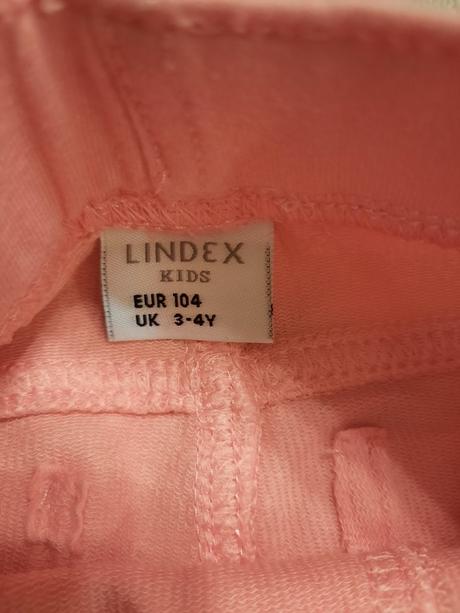 LINDEX
KIDS
EUR 104
UK 3-4Y